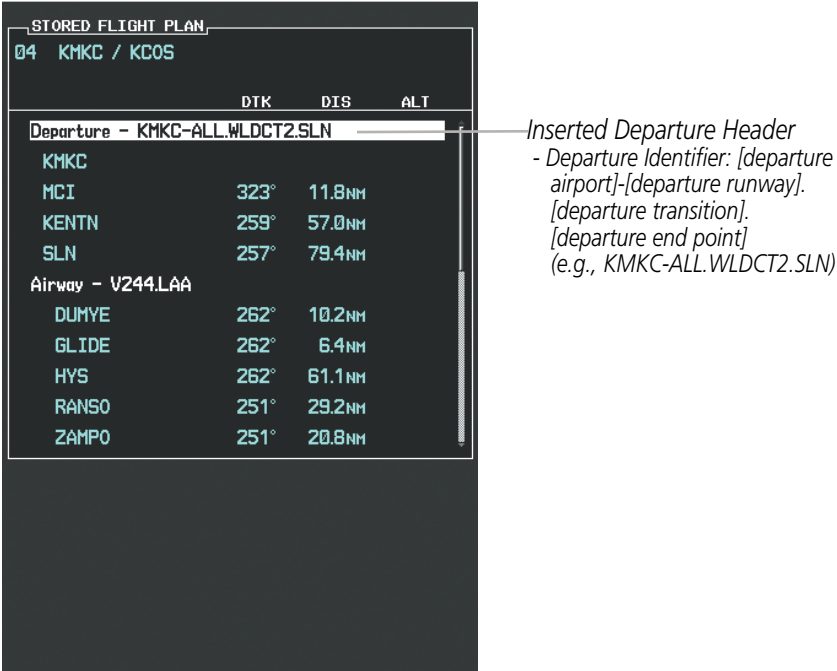 STORED FLIGHT PLAN
04 KMKC / KCOS
DTK DIS ALT
Departure - KMKC-ALL.WLDCT2.SLN
KMKC
MCI 323° 11.8NM
KENTN 259° 57.0NM
SLN 257° 79.4NM
Airway - V244.LAA
DUMYE 262° 10.2NM
GLIDE 262° 6.4NM
HYS 262° 61.1NM
RANSO 251° 29.2NM
ZAMPO 251° 20.8NM
Inserted Departure Header
- Departure Identifier: [departure
airport]-[departure runway].
[departure transition].
[departure end point]
(e.g., KMKC-ALL.WLDCT2.SLN)